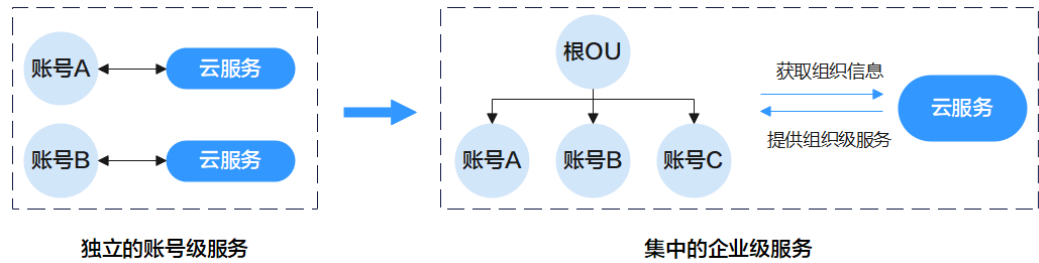 账号A
云服务
账号B
云服务
独立的账号级服务
根OU
账号A
账号B
账号C
获取组织信息
提供组织级服务
云服务
集中的企业级服务